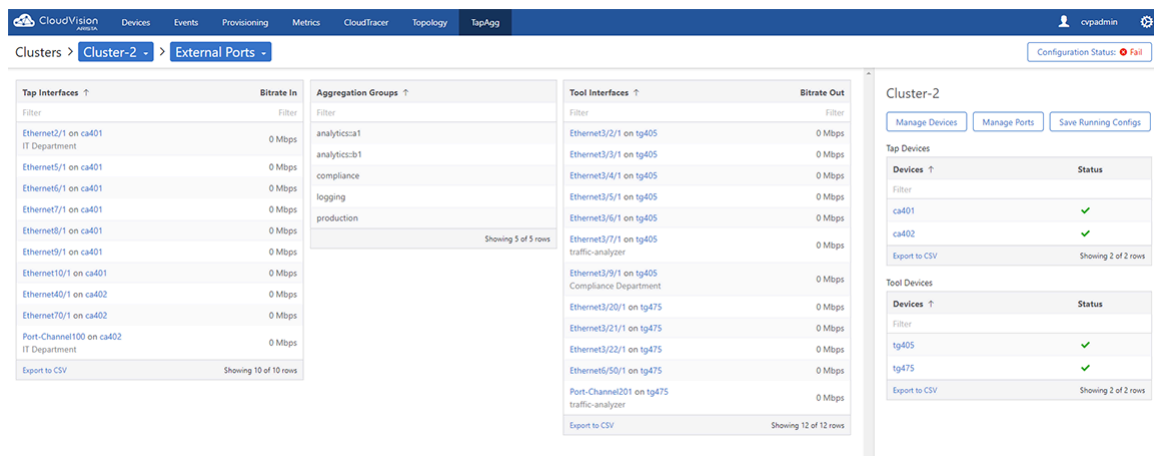 CloudVision
ARISTA
Devices Events Provisioning Metrics CloudTracer Topology TapAgg cvpadmin
Clusters > Cluster-2 > External Ports
Configuration Status: Fail
Tap Interfaces ↑ Bitrate In
Filter Filter
Ethernet2/1 on ca401 0 Mbps
IT Department
Ethernet5/1 on ca401 0 Mbps
Ethernet6/1 on ca401 0 Mbps
Ethernet7/1 on ca401 0 Mbps
Ethernet8/1 on ca401 0 Mbps
Ethernet9/1 on ca401 0 Mbps
Ethernet10/1 on ca401 0 Mbps
Ethernet40/1 on ca402 0 Mbps
Ethernet70/1 on ca402 0 Mbps
Port-Channel100 on ca402 0 Mbps
IT Department
Export to CSV Showing 10 of 10 rows
Aggregation Groups ↑
Filter
analytics::a1
analytics::b1
compliance
logging
production
Showing 5 of 5 rows
Tool Interfaces ↑ Bitrate Out
Filter Filter
Ethernet3/2/1 on tg405 0 Mbps
Ethernet3/3/1 on tg405 0 Mbps
Ethernet3/4/1 on tg405 0 Mbps
Ethernet3/5/1 on tg405 0 Mbps
Ethernet3/6/1 on tg405 0 Mbps
Ethernet3/7/1 on tg405 0 Mbps
traffic-analyzer
Ethernet3/9/1 on tg405 0 Mbps
Compliance Department
Ethernet3/20/1 on tg475 0 Mbps
Ethernet3/21/1 on tg475 0 Mbps
Ethernet3/22/1 on tg475 0 Mbps
Ethernet6/50/1 on tg475 0 Mbps
Port-Channel201 on tg475 0 Mbps
traffic-analyzer
Export to CSV Showing 12 of 12 rows
Cluster-2
Manage Devices Manage Ports Save Running Configs
Tap Devices
Devices ↑ Status
Filter
ca401
ca402
Export to CSV Showing 2 of 2 rows
Tool Devices
Devices ↑ Status
Filter
tg405
tg475
Export to CSV Showing 2 of 2 rows